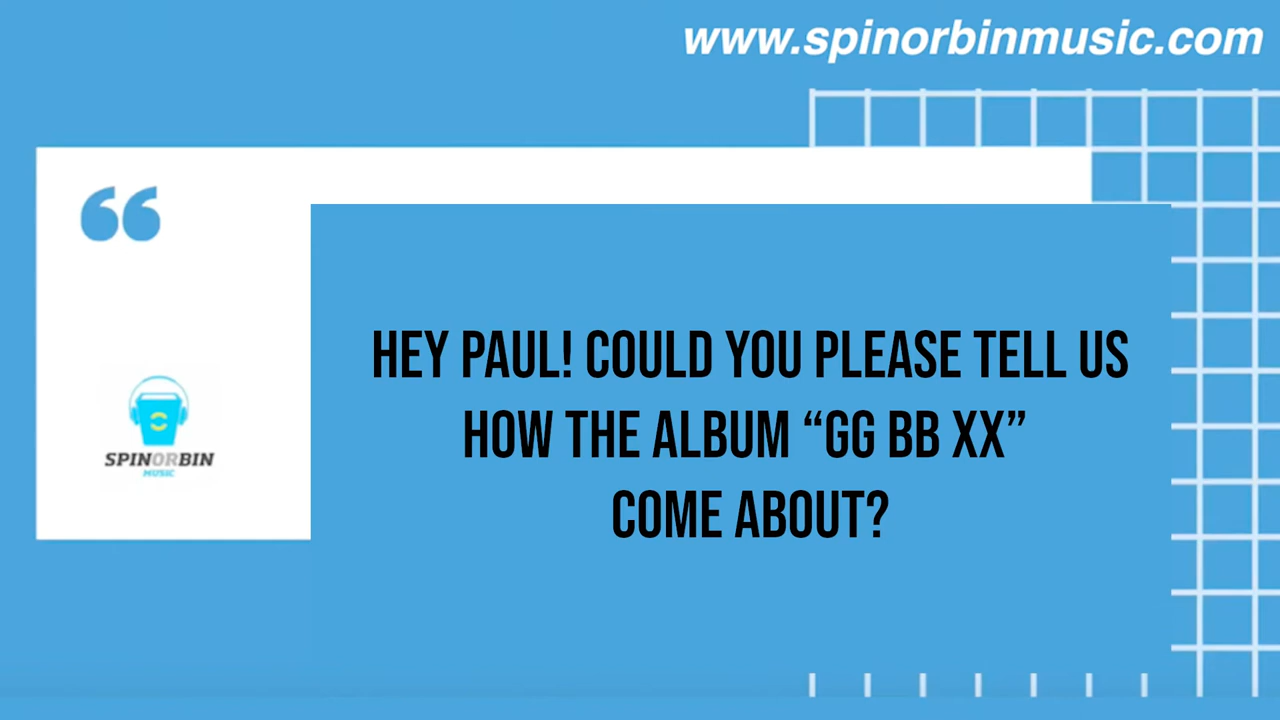 www.spinorbinmusic.com
“
SPINORBIN
MUSIC
HEY PAUL! COULD YOU PLEASE TELL US
HOW THE ALBUM “GG BB XX”
COME ABOUT?